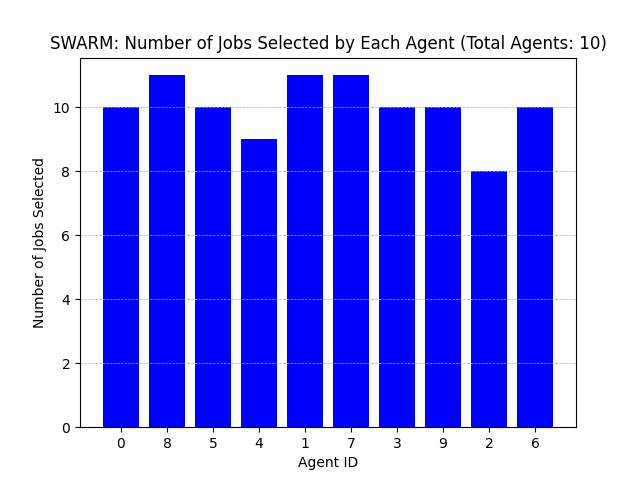 SWARM: Number of Jobs Selected by Each Agent (Total Agents: 10)
Number of Jobs Selected
10
8
6
4
2
0
0 8 5 4 1 7 3 9 2 6
Agent ID